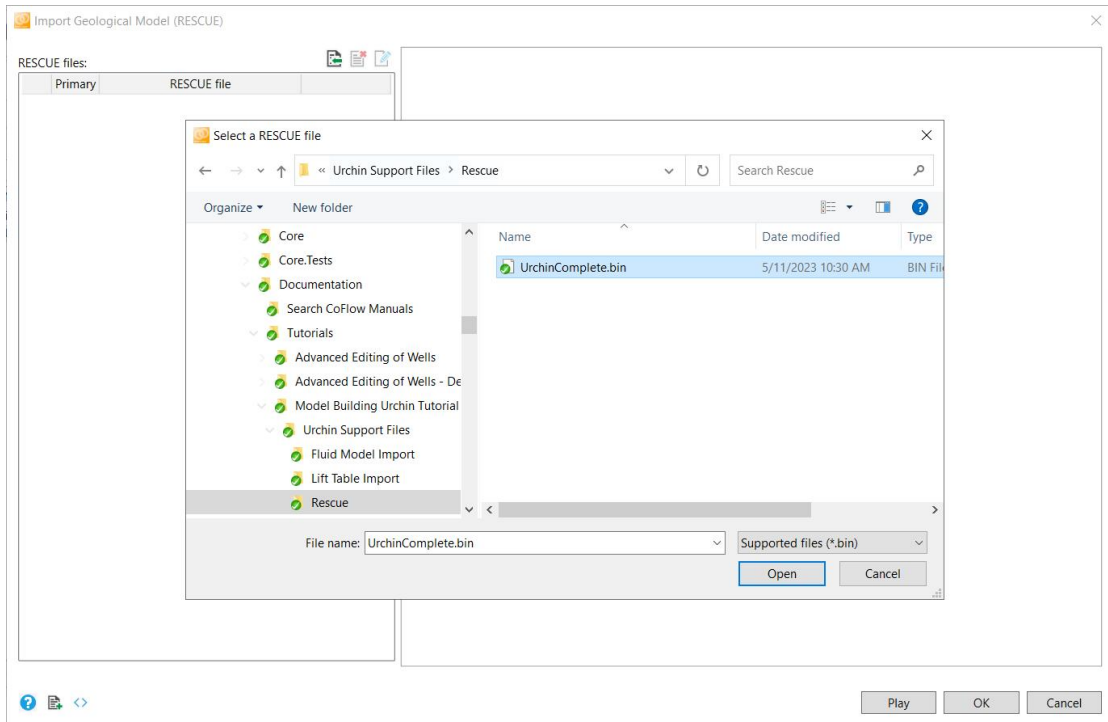 Import Geological Model (RESCUE)
RESCUE files:
Primary RESCUE file
Select a RESCUE file
« Urchin Support Files > Rescue
Search Rescue
Organize New folder
Name Date modified Type
UrchinComplete.bin 5/11/2023 10:30 AM BIN Fil
Core
Core.Tests
Documentation
Search CoFlow Manuals
Tutorials
Advanced Editing of Wells
Advanced Editing of Wells - De
Model Building Urchin Tutorial
Urchin Support Files
Fluid Model Import
Lift Table Import
Rescue
File name: UrchinComplete.bin Supported files (*.bin)
Open Cancel
Play OK Cancel